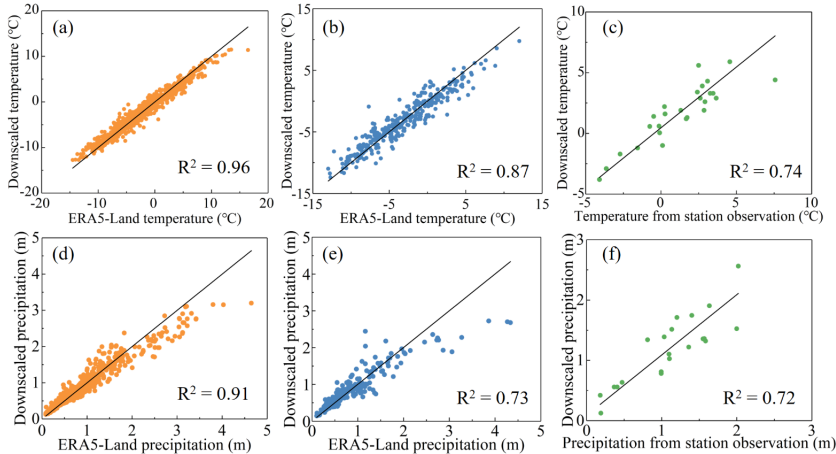 (a)
Downscaled temperature (℃)
20
10
0
-10
-20
R² = 0.96
-20
-10
0
10
20
ERA5-Land temperature (℃)
(b)
Downscaled temperature (℃)
15
5
-5
-15
R² = 0.87
-15
-5
5
15
ERA5-Land temperature (℃)
(c)
Downscaled temperature (℃)
10
5
0
-5
R² = 0.74
-5
0
5
10
Temperature from station observation (℃)
(d)
Downscaled precipitation (m)
5
4
3
2
1
0
R² = 0.91
0
1
2
3
4
5
ERA5-Land precipitation (m)
(e)
Downscaled precipitation (m)
5
4
3
2
1
0
R² = 0.73
0
1
2
3
4
5
ERA5-Land precipitation (m)
(f)
Downscaled precipitation (m)
3
2
1
0
R² = 0.72
0
1
2
3
Precipitation from station observation (m)